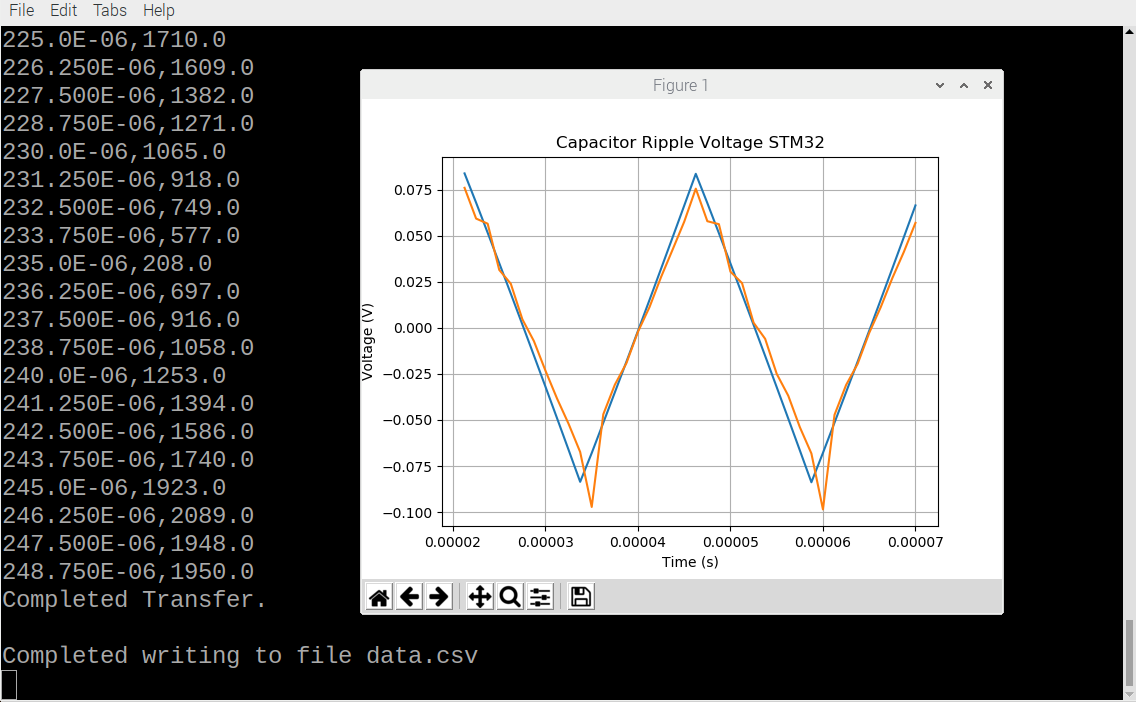 File Edit Tabs Help
225.0E-06,1710.0
226.250E-06,1609.0
227.500E-06,1382.0
228.750E-06,1271.0
230.0E-06,1065.0
231.250E-06,918.0
232.500E-06,749.0
233.750E-06,577.0
235.0E-06,208.0
236.250E-06,697.0
237.500E-06,916.0
238.750E-06,1058.0
240.0E-06,1253.0
241.250E-06,1394.0
242.500E-06,1586.0
243.750E-06,1740.0
245.0E-06,1923.0
246.250E-06,2089.0
247.500E-06,1948.0
248.750E-06,1950.0
Completed Transfer.
Completed writing to file data.csv
Figure 1
Capacitor Ripple Voltage STM32
Voltage (V)
0.075
0.050
0.025
0.000
−0.025
−0.050
−0.075
−0.100
0.00002 0.00003 0.00004 0.00005 0.00006 0.00007
Time (s)